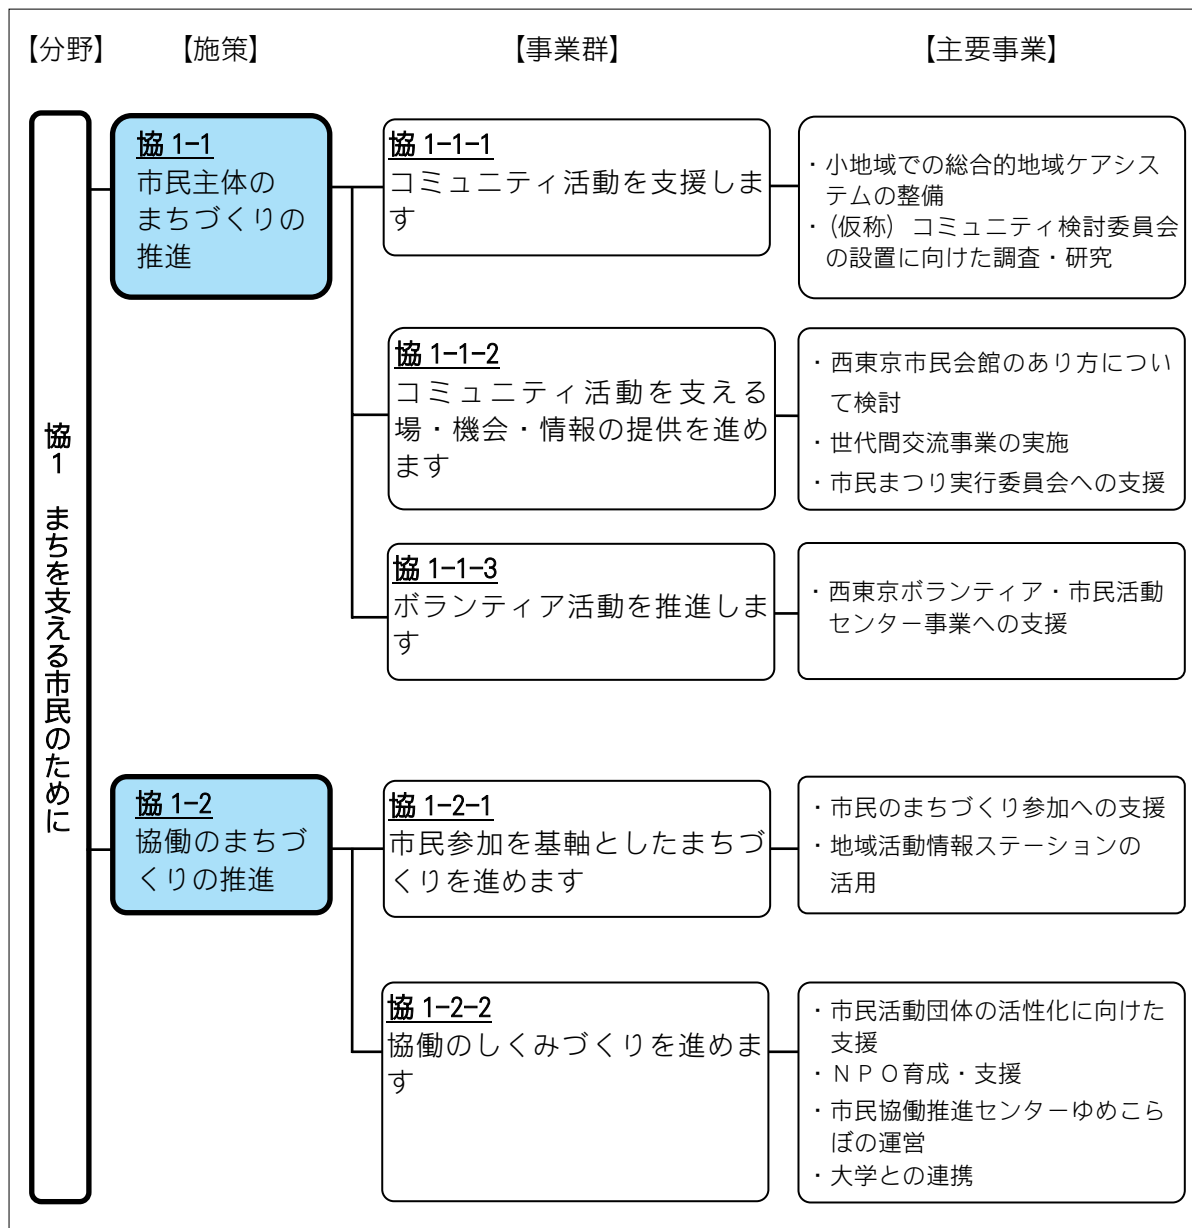 【分野】 【施策】 【事業群】 【主要事業】
協1 まちを支える市民のために
協 1-1
市民主体の
まちづくりの
推進
協 1-1-1
コミュニティ活動を支援しま
す
・小地域での総合的地域ケアシス
テムの整備
・(仮称) コミュニティ検討委員会
の設置に向けた調査・研究
協 1-1-2
コミュニティ活動を支える
場・機会・情報の提供を進め
ます
・西東京市民会館のあり方につい
て検討
・世代間交流事業の実施
・市民まつり実行委員会への支援
協 1-1-3
ボランティア活動を推進しま
す
・西東京ボランティア・市民活動
センター事業への支援
協 1-2
協働のまちづ
くりの推進
協 1-2-1
市民参加を基軸としたまちづ
くりを進めます
・市民のまちづくり参加への支援
・地域活動情報ステーションの
活用
協 1-2-2
協働のしくみづくりを進めま
す
・市民活動団体の活性化に向けた
支援
・ＮＰＯ育成・支援
・市民協働推進センターゆめこら
ぼの運営
・大学との連携